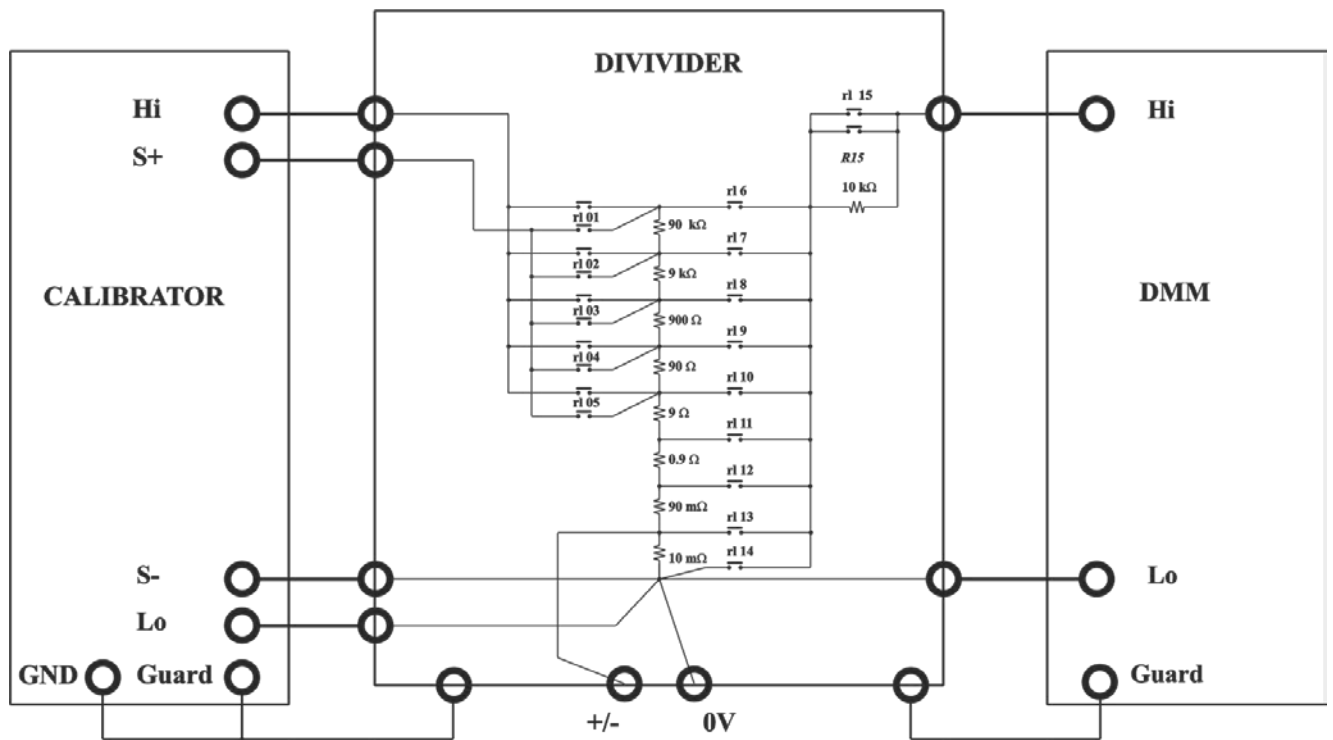 DIVIVIDER
Hi
S+
CALIBRATOR
S-
Lo
GND
Guard
rl 01
rl 02
rl 03
rl 04
rl 05
90 kΩ
9 kΩ
900 Ω
90 Ω
9 Ω
0.9 Ω
90 mΩ
10 mΩ
rl 6
rl 7
rl 8
rl 9
rl 10
rl 11
rl 12
rl 13
rl 14
rl 15
R15
10 kΩ
+/-
0V
Hi
DMM
Lo
Guard